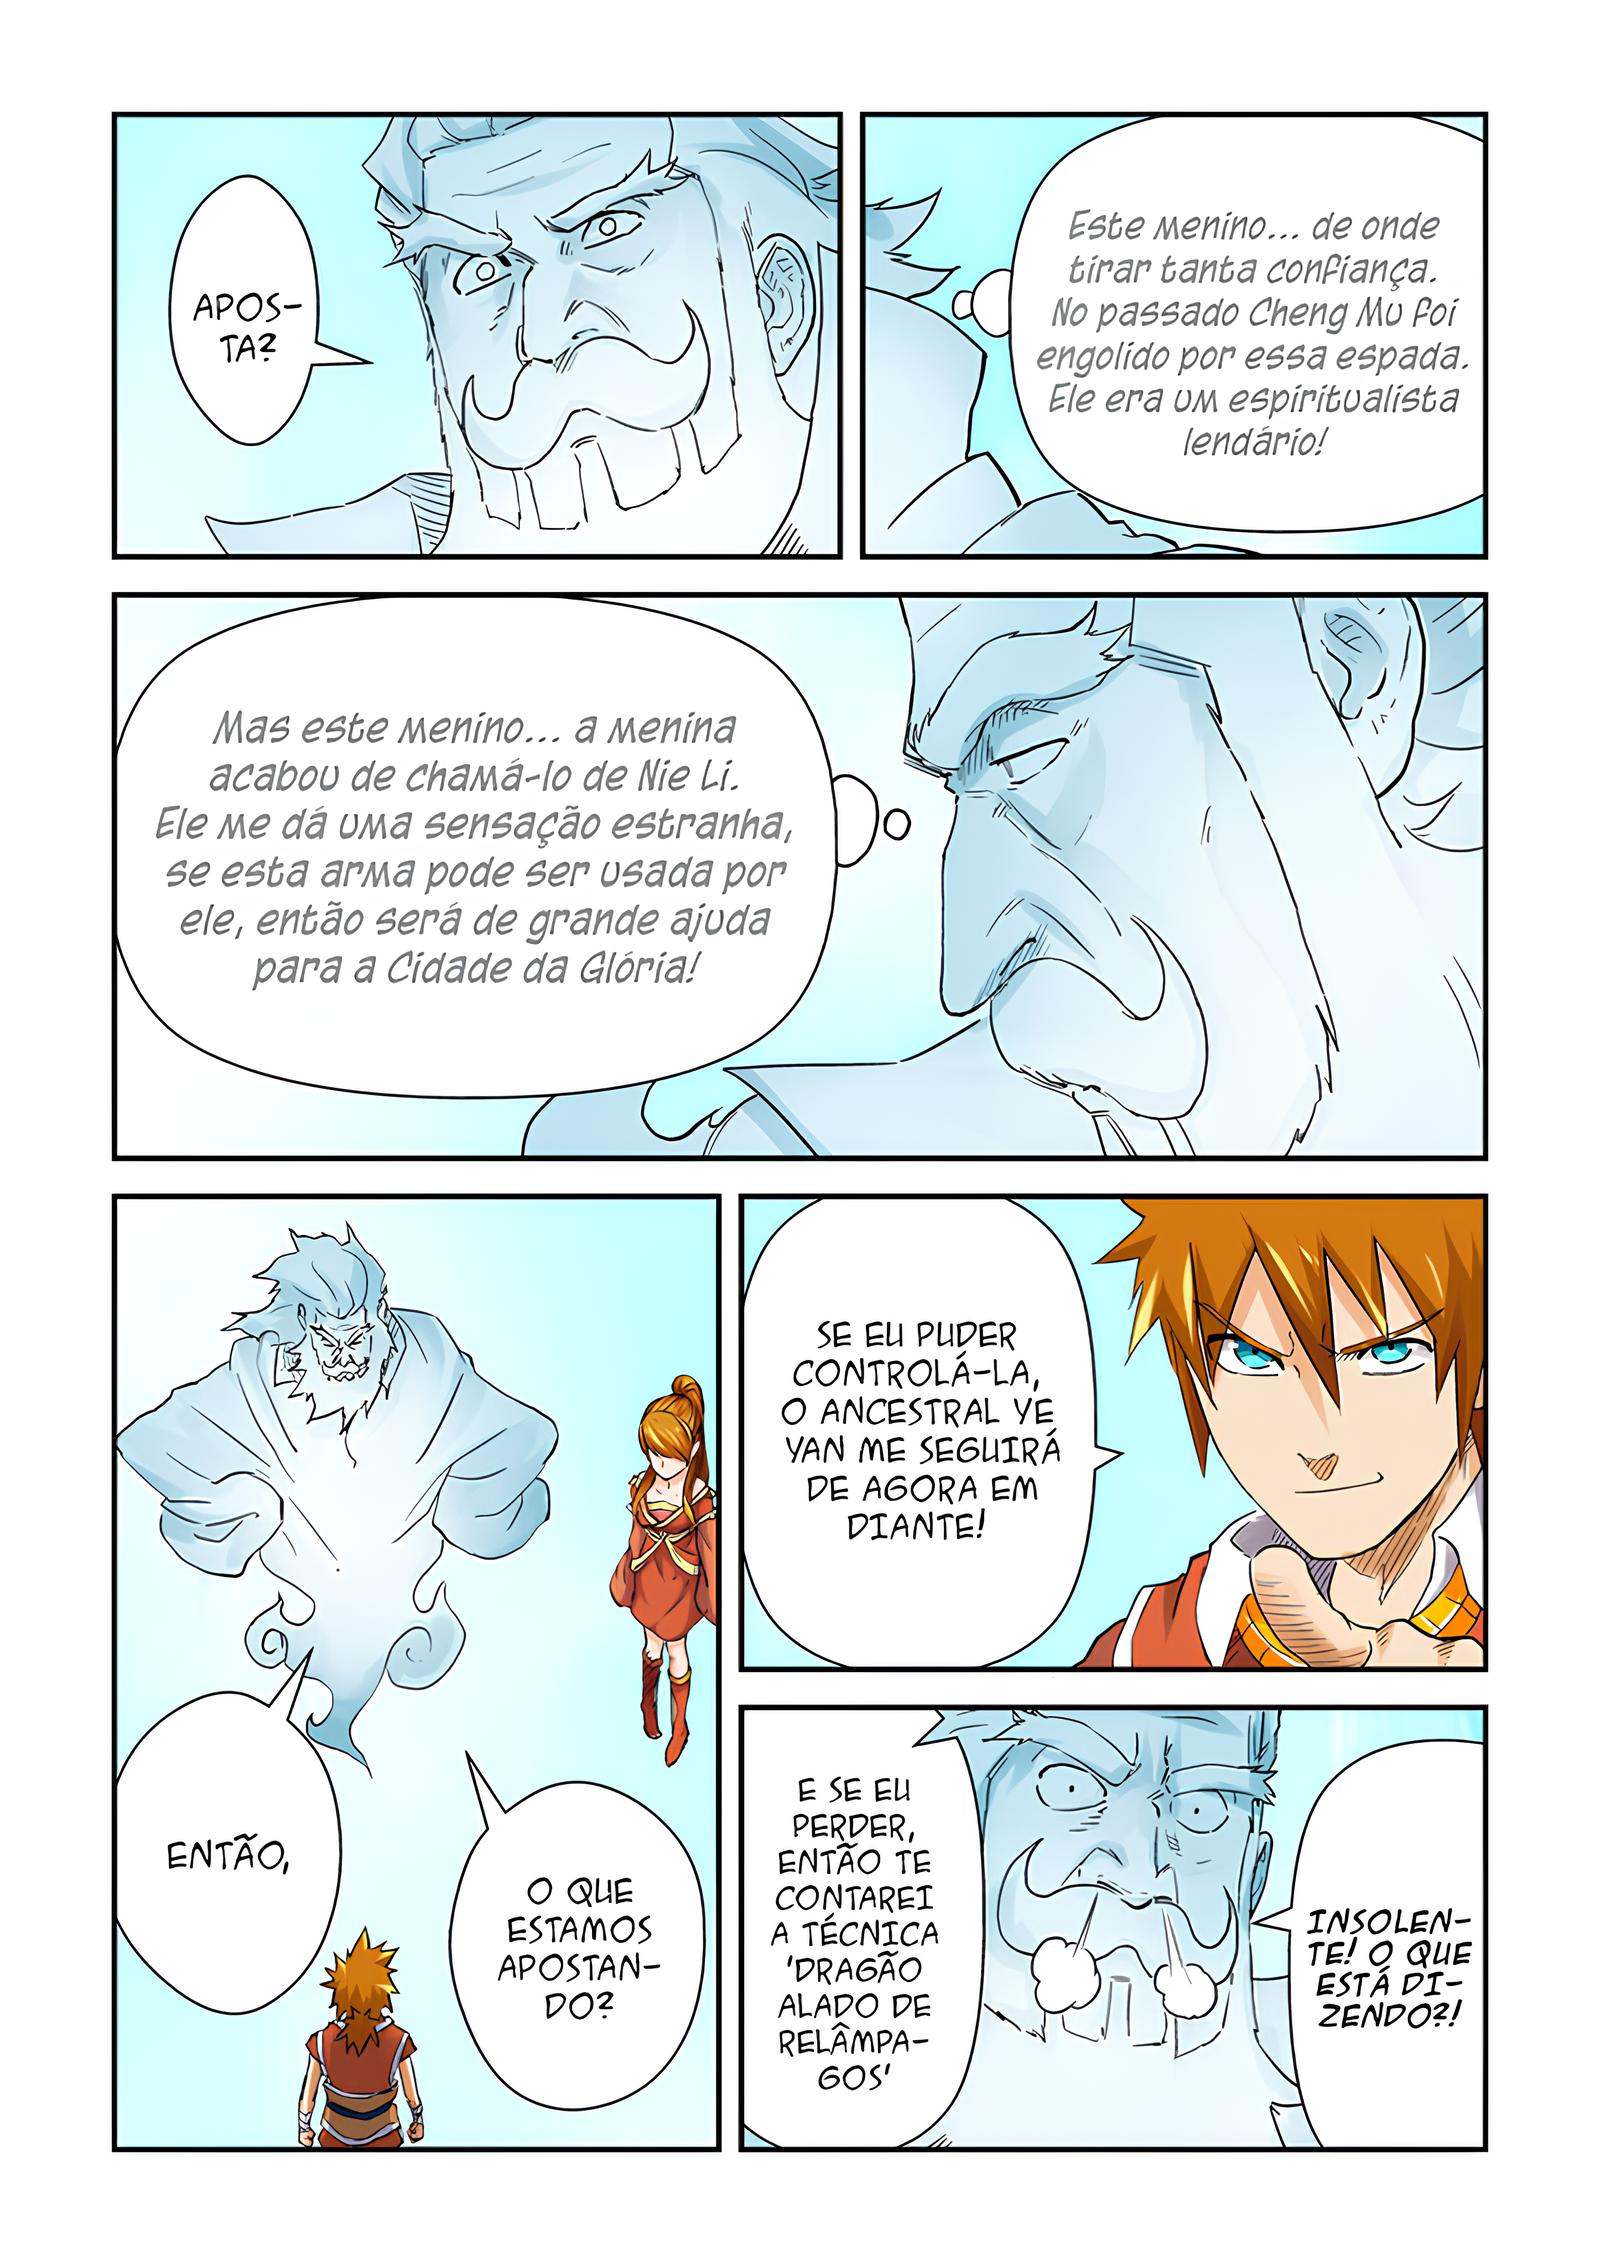 APOS-
TA?
Este menino... de onde
tirar tanta confiança.
No passado Cheng Mu foi
engolido por essa espada.
Ele era um espiritualista
lendário!
Mas este menino... a menina
acabou de chamá-lo de Nie Li.
Ele me dá uma sensação estranha,
se esta arma pode ser usada por
ele, então será de grande ajuda
para a Cidade da Glória!
ENTÃO,
O QUE
ESTAMOS
APOSTAN-
DO?
SE EU PUDER
CONTROLÁ-LA,
O ANCESTRAL YE
YAN ME SEGUIRÁ
DE AGORA EM
DIANTE!
E SE EU
PERDER,
ENTÃO TE
CONTAREI
A TÉCNICA
'DRAGÃO
ALADO DE
RELÂMPA-
GOS'
INSOLEN-
TE! O QUE
ESTÁ DI-
ZENDO?!